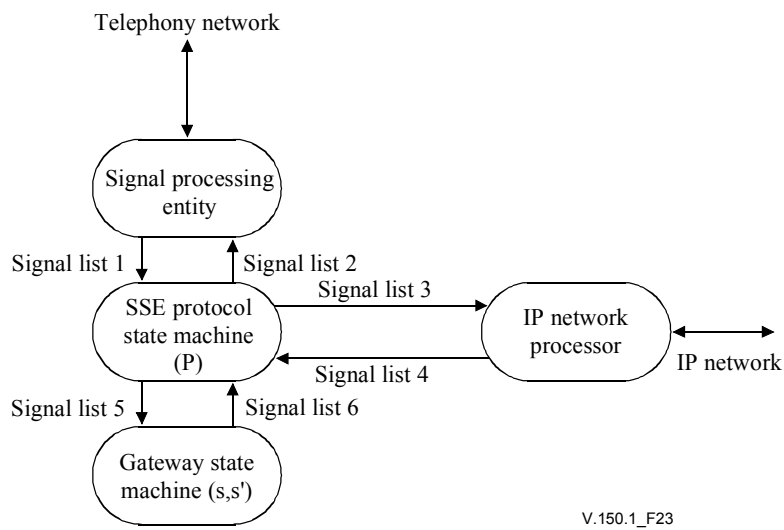 Telephony network
Signal processing
entity
Signal list 1
Signal list 2
SSE protocol
state machine
(P)
Signal list 3
Signal list 4
IP network
processor
IP network
Signal list 5
Signal list 6
Gateway state
machine (s,s')
V.150.1_F23